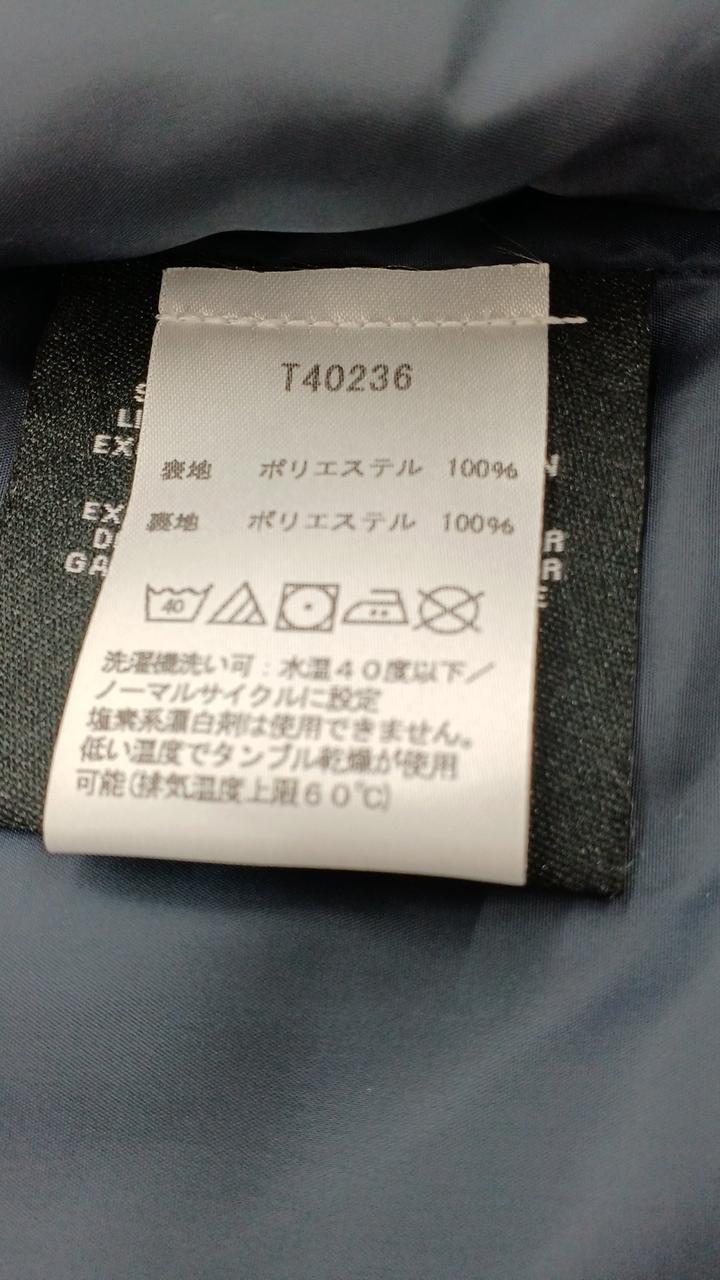 T40236
表地 ポリエステル 100%
裏地 ポリエステル 100%
40
洗濯機洗い可:水温40度以下/
ノーマルサイクルに設定
塩素系漂白剤は使用できません。
低い温度でタンブル乾燥が使用
可能(排気温度上限60℃)